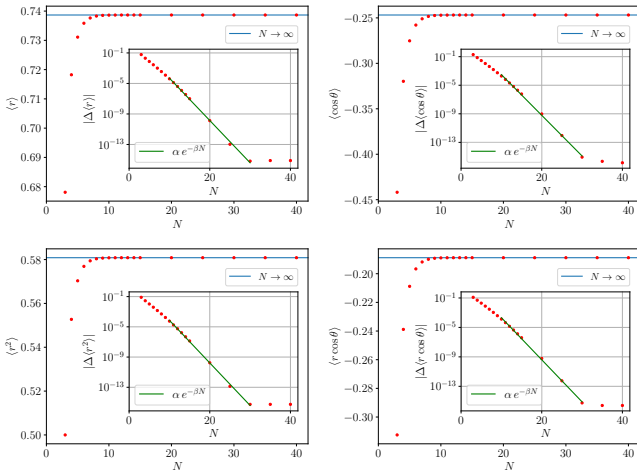 0.74
0.73
0.72
0.71
0.70
0.69
0.68
⟨r⟩
0 10 20 30 40
N
N → ∞
10⁻¹
10⁻⁵
10⁻⁹
10⁻¹³
|Δ⟨r⟩|
α e^{−βN}
0 20 40
N
−0.25
−0.30
−0.35
−0.40
−0.45
⟨cos θ⟩
0 10 20 30 40
N
N → ∞
10⁻¹
10⁻⁵
10⁻⁹
10⁻¹³
|Δ⟨cos θ⟩|
α e^{−βN}
0 20 40
N
0.58
0.56
0.54
0.52
0.50
⟨r²⟩
0 10 20 30 40
N
N → ∞
10⁻¹
10⁻⁵
10⁻⁹
10⁻¹³
|Δ⟨r²⟩|
α e^{−βN}
0 20 40
N
−0.20
−0.22
−0.24
−0.26
−0.28
−0.30
⟨r cos θ⟩
0 10 20 30 40
N
N → ∞
10⁻¹
10⁻⁵
10⁻⁹
10⁻¹³
|Δ⟨r cos θ⟩|
α e^{−βN}
0 20 40
N